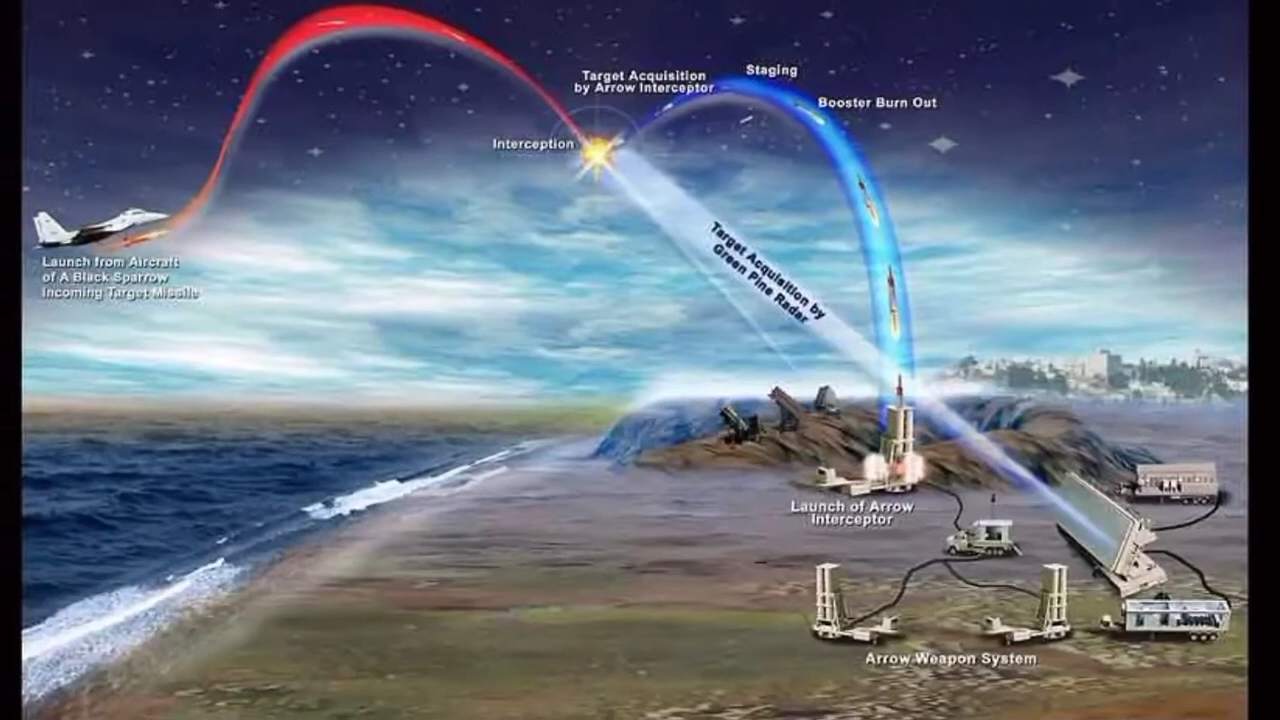 Target Acquisition
by Arrow Interceptor
Staging
Booster Burn Out
Interception
Launch from Aircraft
of A Black Sparrow
Incoming Target Missile
Target Acquisition by
Green Pine Radar
Launch of Arrow
Interceptor
Arrow Weapon System